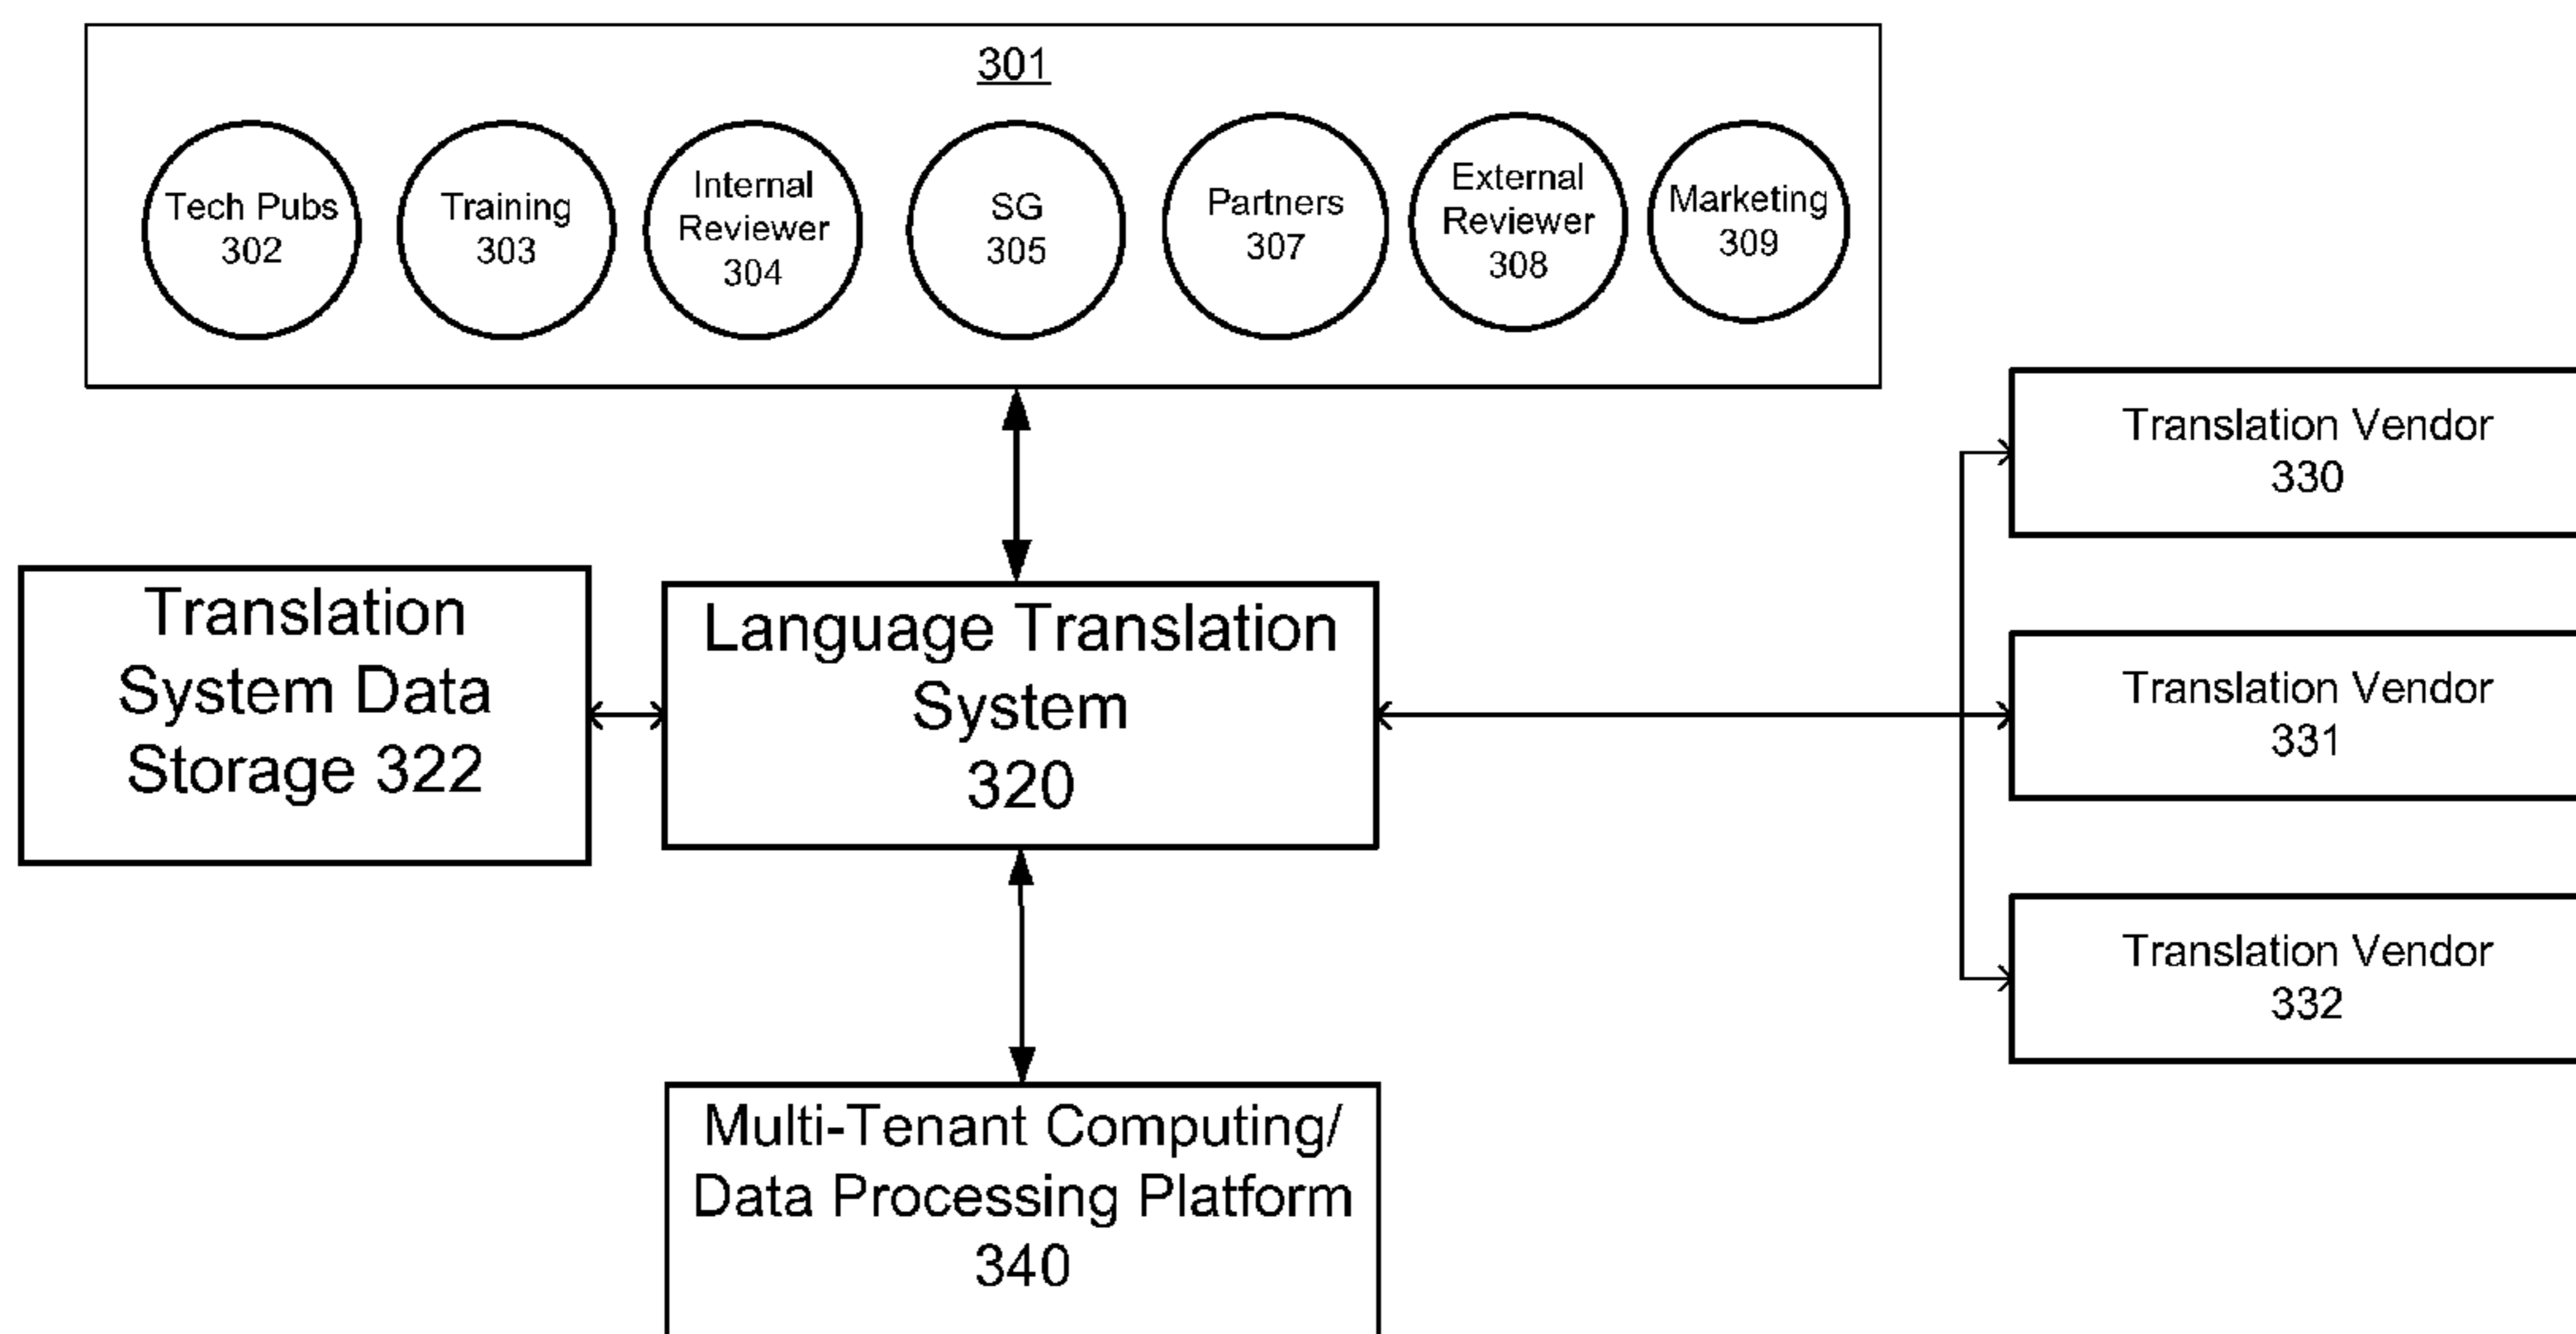 301
Tech Pubs
302
Training
303
Internal
Reviewer
304
SG
305
Partners
307
External
Reviewer
308
Marketing
309
Translation
System Data
Storage 322
Language Translation
System
320
Translation Vendor
330
Translation Vendor
331
Translation Vendor
332
Multi-Tenant Computing/
Data Processing Platform
340